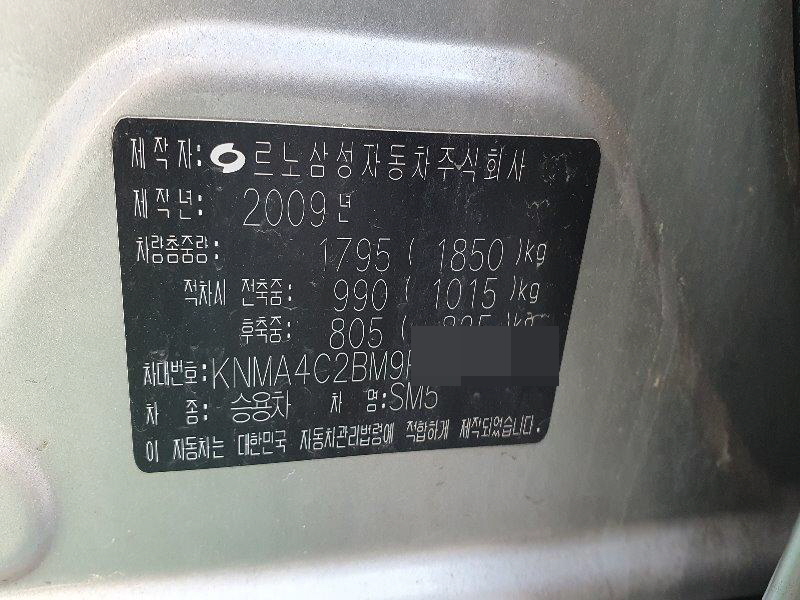 제 작 자: 르노삼성자동차주식회사
제 작 년: 2009년
차량총중량: 1795 ( 1850 )kg
적차시 전축중: 990 ( 1015 )kg
후축중: 805 ( 835 )kg
차대번호: KNMA4C2BM9
차 종: 승용차 차 명: SM5
이 자동차는 대한민국 자동차관리법령에 적합하게 제작되었습니다.